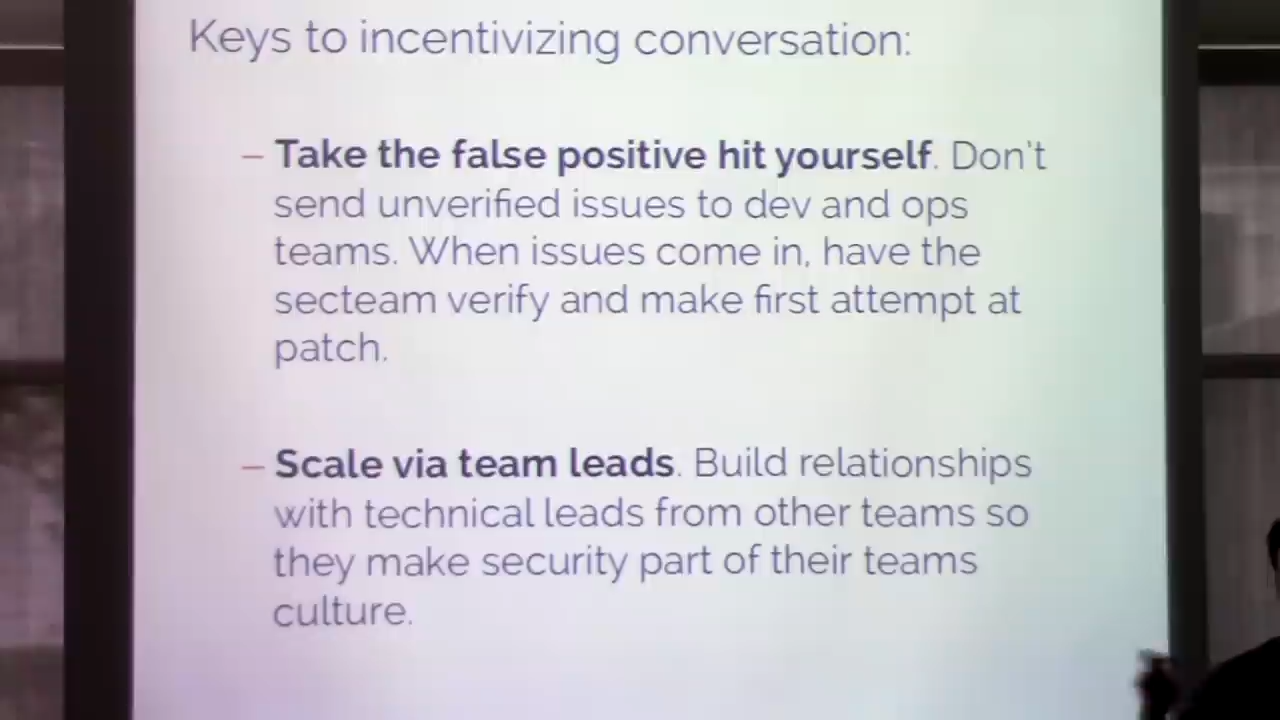 Keys to incentivizing conversation:
– Take the false positive hit yourself. Don't
send unverified issues to dev and ops
teams. When issues come in, have the
secteam verify and make first attempt at
patch.
– Scale via team leads. Build relationships
with technical leads from other teams so
they make security part of their teams
culture.